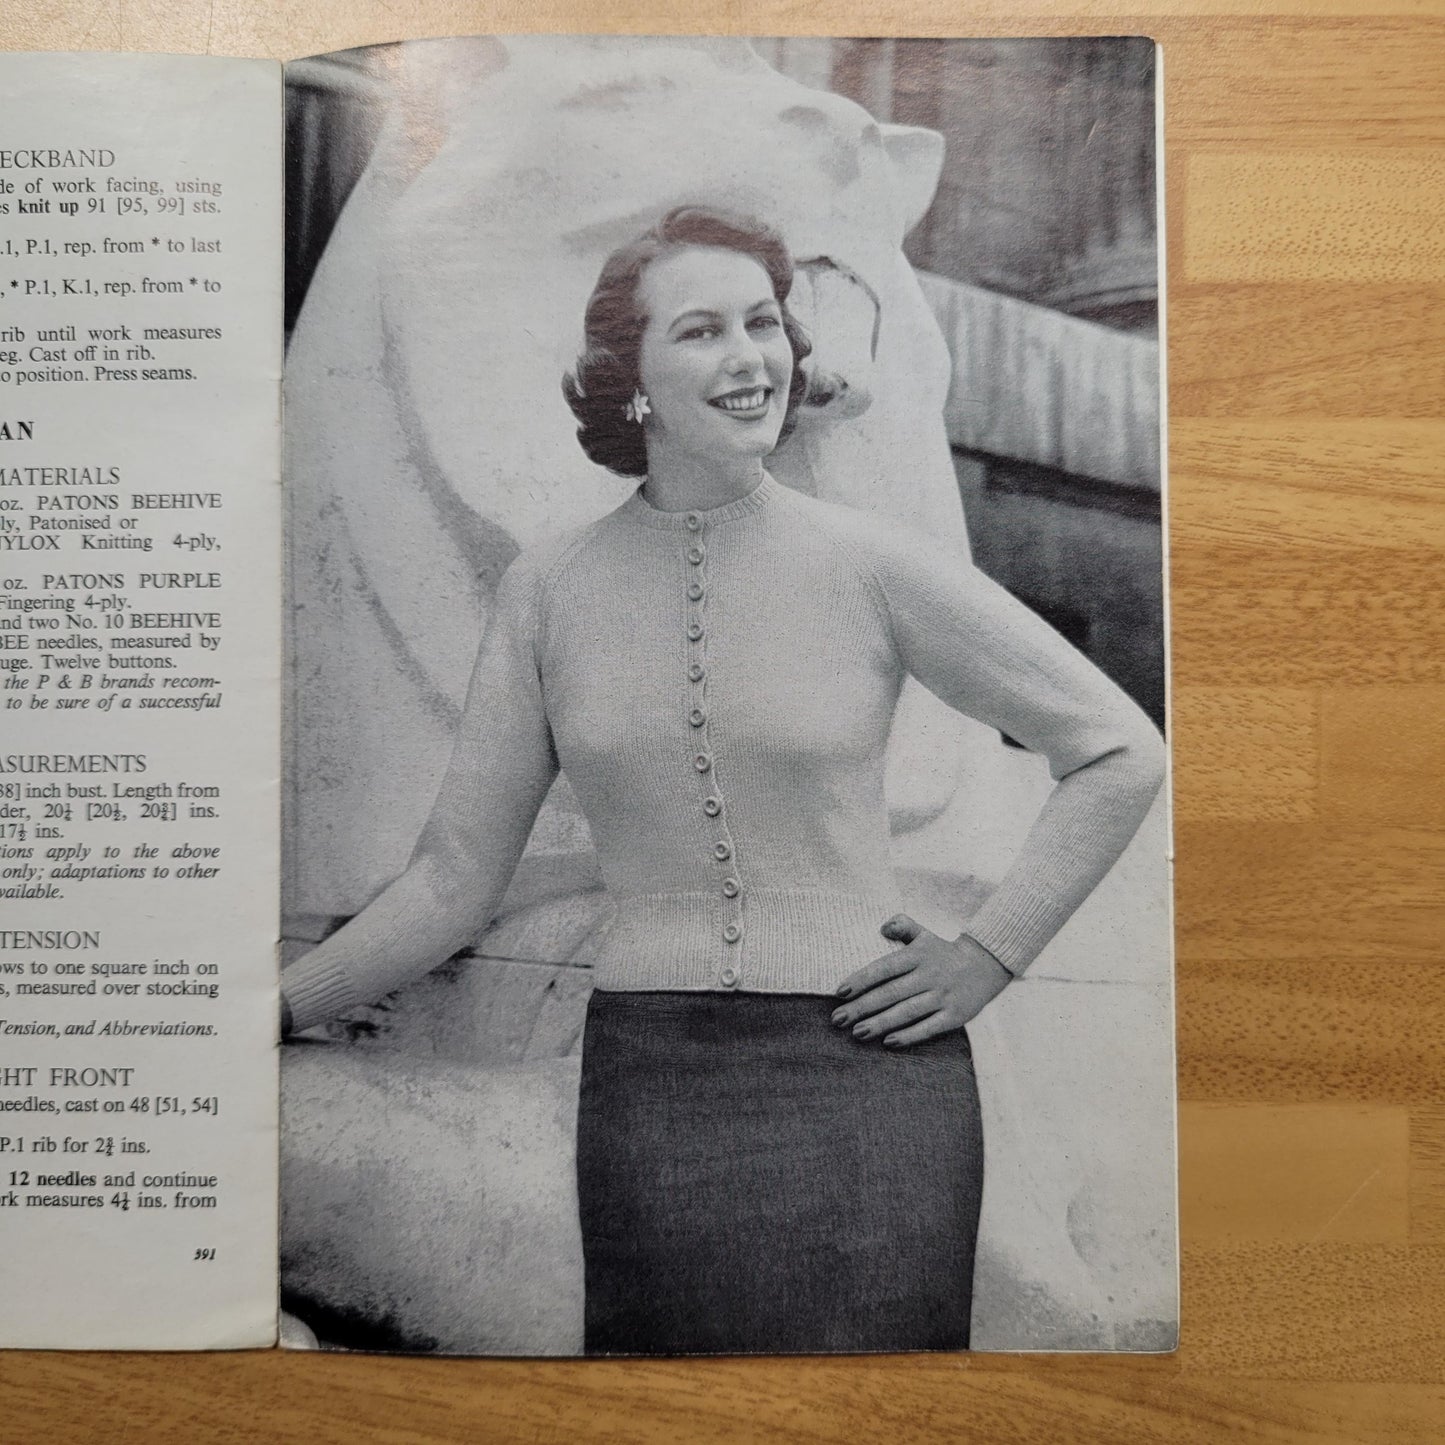 ECKBAND
de of work facing, using
es knit up 91 [95, 99] sts.
.1, P.1, rep. from * to last
, * P.1, K.1, rep. from * to
rib until work measures
eg. Cast off in rib.
o position. Press seams.
AN
MATERIALS
oz. PATONS BEEHIVE
ly, Patonised or
NYLOX Knitting 4-ply,
oz. PATONS PURPLE
Fingering 4-ply.
nd two No. 10 BEEHIVE
BEE needles, measured by
uge. Twelve buttons.
the P & B brands recom-
to be sure of a successful
ASUREMENTS
38] inch bust. Length from
der, 20¼ [20½, 20¾] ins.
17½ ins.
tions apply to the above
only; adaptations to other
vailable.
TENSION
ows to one square inch on
s, measured over stocking
Tension, and Abbreviations.
GHT FRONT
needles, cast on 48 [51, 54]
P.1 rib for 2¾ ins.
12 needles and continue
rk measures 4½ ins. from
391